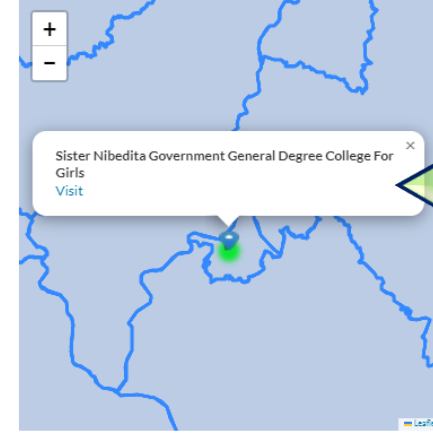 +
−
Sister Nibedita Government General Degree College For
Girls
Visit
×